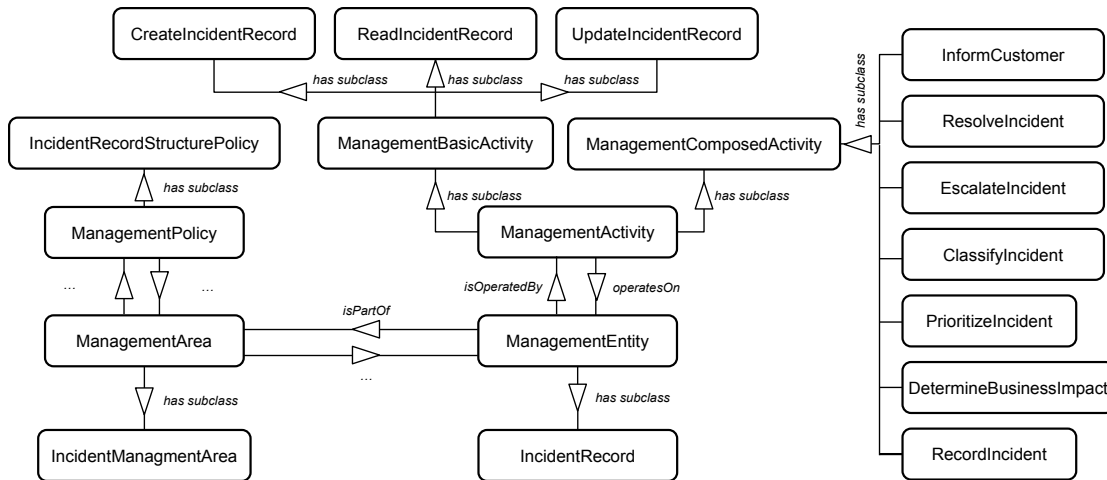 CreateIncidentRecord
ReadIncidentRecord
UpdateIncidentRecord
has subclass
has subclass
has subclass
IncidentRecordStructurePolicy
ManagementBasicActivity
ManagementComposedActivity
has subclass
has subclass
has subclass
has subclass
ManagementPolicy
ManagementActivity
...
...
isOperatedBy
operatesOn
isPartOf
ManagementArea
ManagementEntity
...
has subclass
has subclass
IncidentManagmentArea
IncidentRecord
InformCustomer
ResolveIncident
EscalateIncident
ClassifyIncident
PrioritizeIncident
DetermineBusinessImpact
RecordIncident